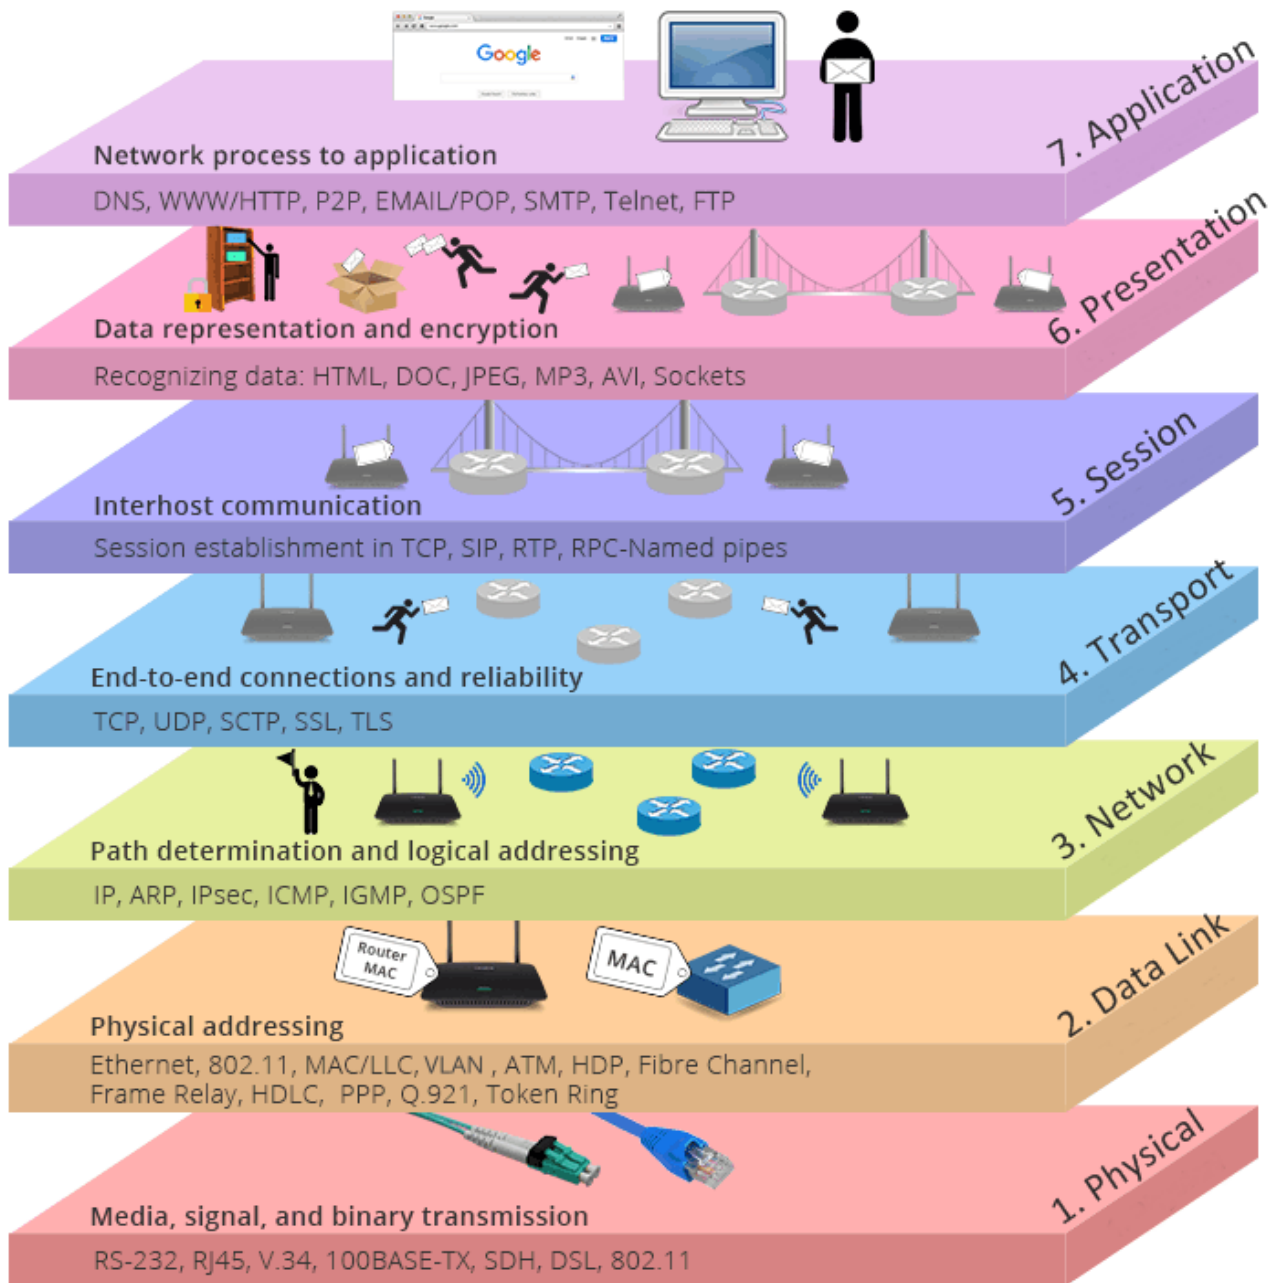 Google
7. Application
Network process to application
DNS, WWW/HTTP, P2P, EMAIL/POP, SMTP, Telnet, FTP
6. Presentation
Data representation and encryption
Recognizing data: HTML, DOC, JPEG, MP3, AVI, Sockets
5. Session
Interhost communication
Session establishment in TCP, SIP, RTP, RPC-Named pipes
4. Transport
End-to-end connections and reliability
TCP, UDP, SCTP, SSL, TLS
3. Network
Path determination and logical addressing
IP, ARP, IPsec, ICMP, IGMP, OSPF
2. Data Link
Router
MAC
MAC
Physical addressing
Ethernet, 802.11, MAC/LLC, VLAN , ATM, HDP, Fibre Channel,
Frame Relay, HDLC, PPP, Q.921, Token Ring
1. Physical
Media, signal, and binary transmission
RS-232, RJ45, V.34, 100BASE-TX, SDH, DSL, 802.11